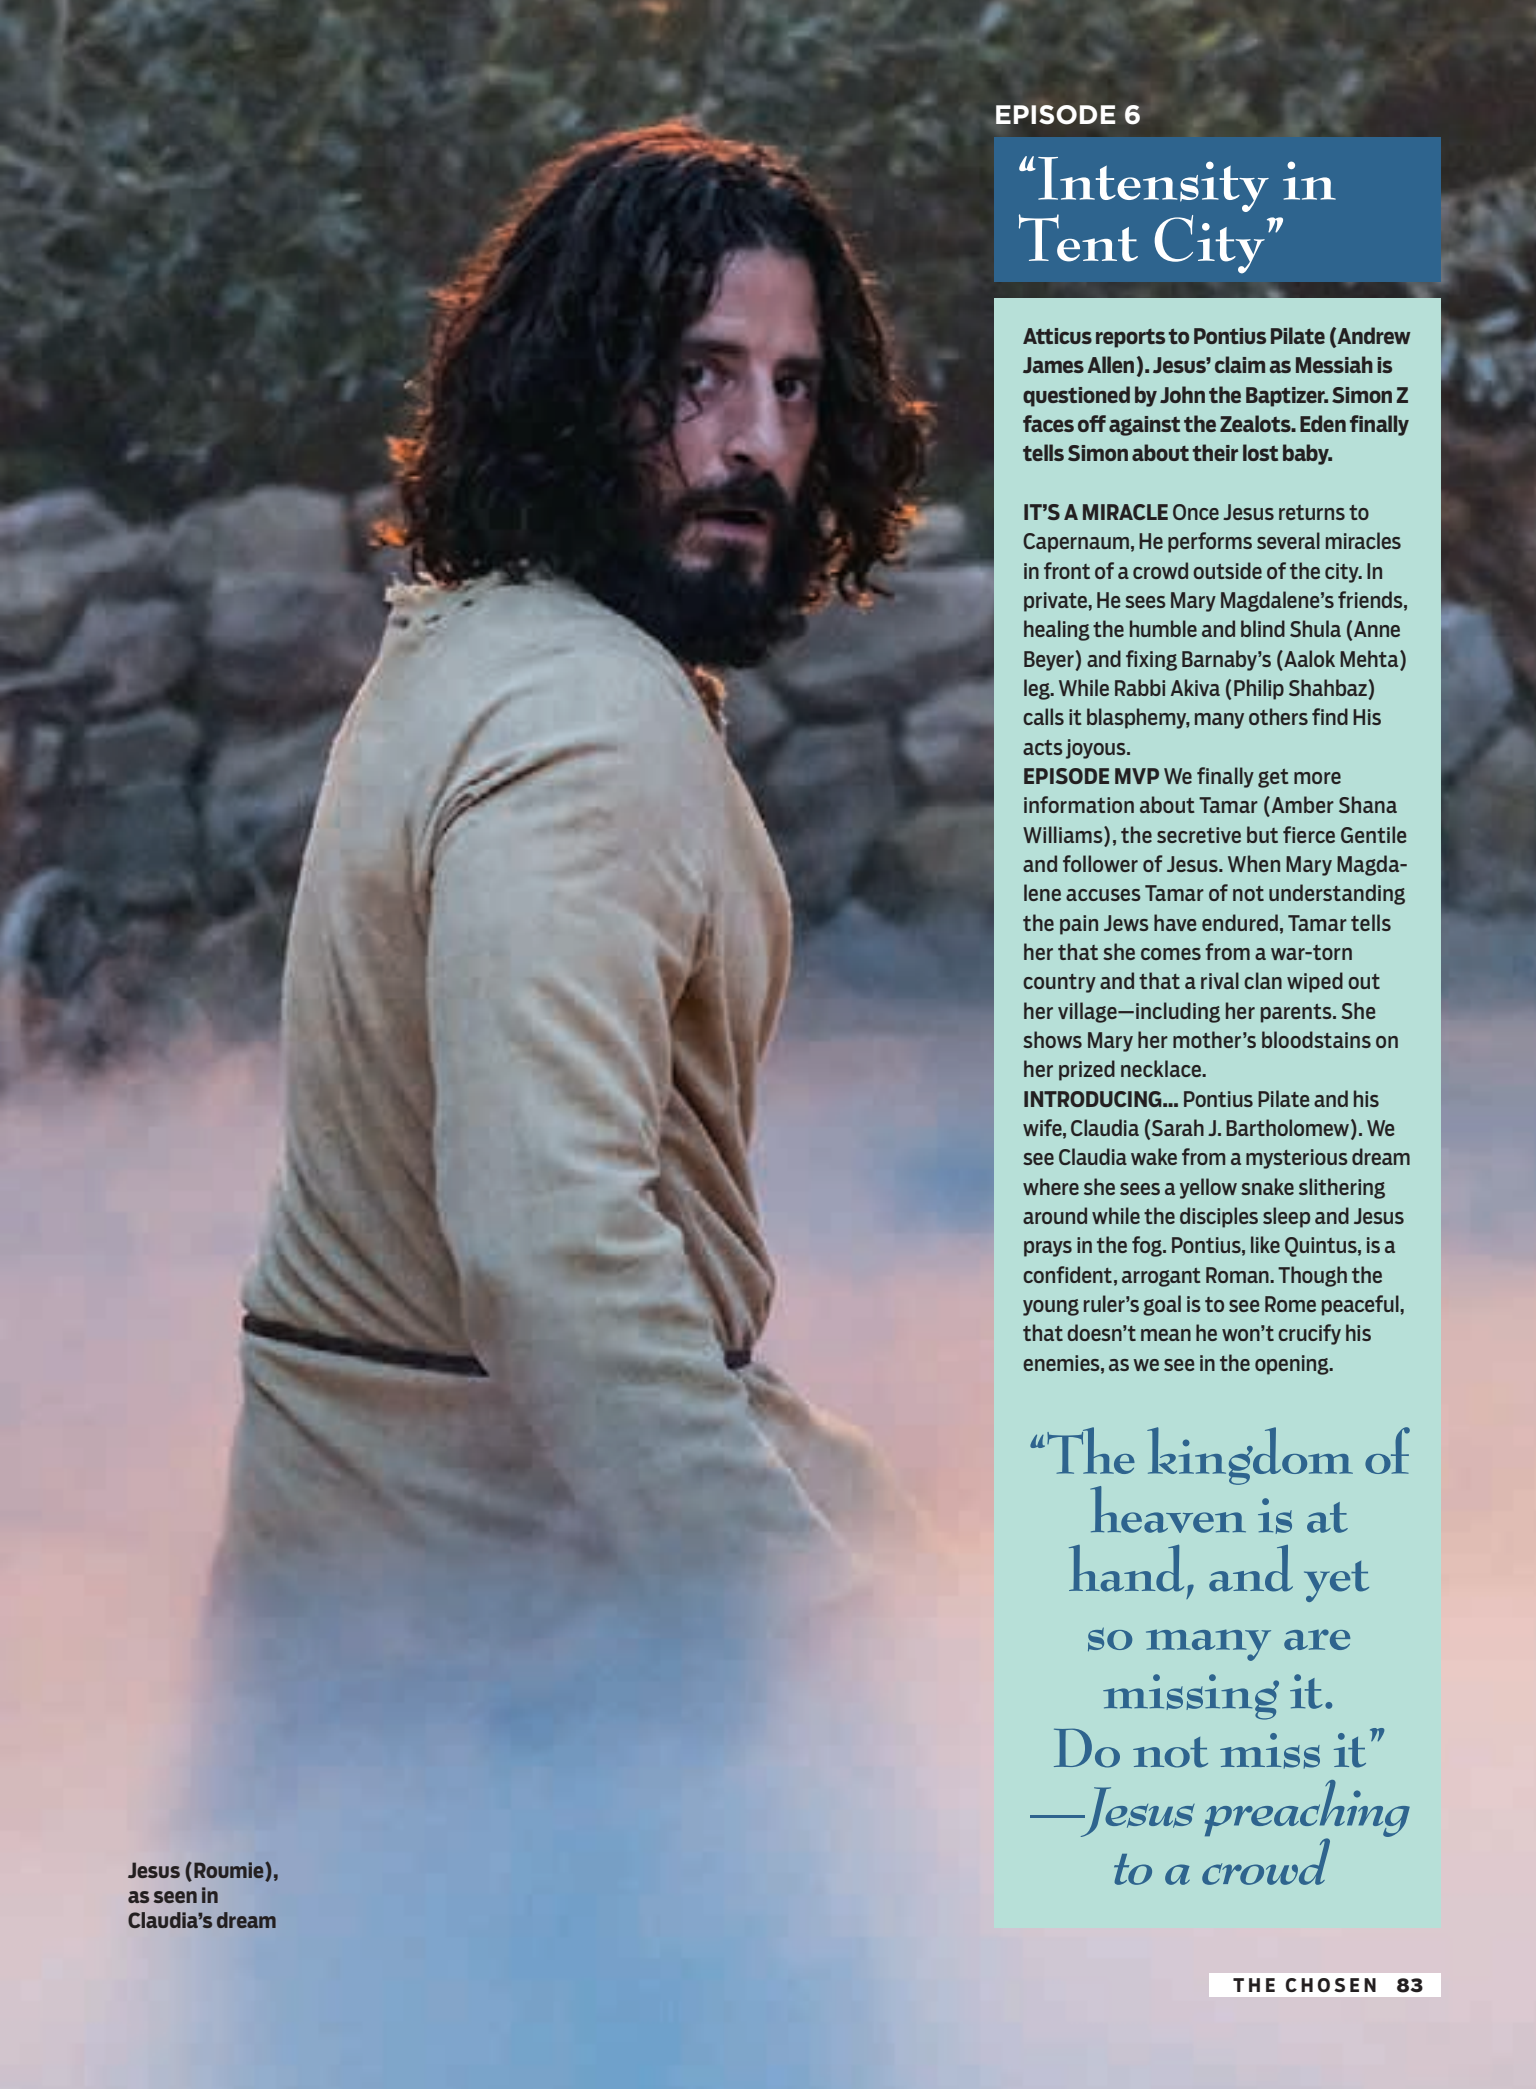 EPISODE 6
“Intensity in
Tent City”
Atticus reports to Pontius Pilate (Andrew
James Allen). Jesus’ claim as Messiah is
questioned by John the Baptizer. Simon Z
faces off against the Zealots. Eden finally
tells Simon about their lost baby.
IT’S A MIRACLE Once Jesus returns to
Capernaum, He performs several miracles
in front of a crowd outside of the city. In
private, He sees Mary Magdalene’s friends,
healing the humble and blind Shula (Anne
Beyer) and fixing Barnaby’s (Aalok Mehta)
leg. While Rabbi Akiva (Philip Shahbaz)
calls it blasphemy, many others find His
acts joyous.
EPISODE MVP We finally get more
information about Tamar (Amber Shana
Williams), the secretive but fierce Gentile
and follower of Jesus. When Mary Magda-
lene accuses Tamar of not understanding
the pain Jews have endured, Tamar tells
her that she comes from a war-torn
country and that a rival clan wiped out
her village—including her parents. She
shows Mary her mother’s bloodstains on
her prized necklace.
INTRODUCING... Pontius Pilate and his
wife, Claudia (Sarah J. Bartholomew). We
see Claudia wake from a mysterious dream
where she sees a yellow snake slithering
around while the disciples sleep and Jesus
prays in the fog. Pontius, like Quintus, is a
confident, arrogant Roman. Though the
young ruler’s goal is to see Rome peaceful,
that doesn’t mean he won’t crucify his
enemies, as we see in the opening.
“The kingdom of
heaven is at
hand, and yet
so many are
missing it.
Do not miss it”
—Jesus preaching
to a crowd
Jesus (Roumie),
as seen in
Claudia’s dream
THE CHOSEN 83